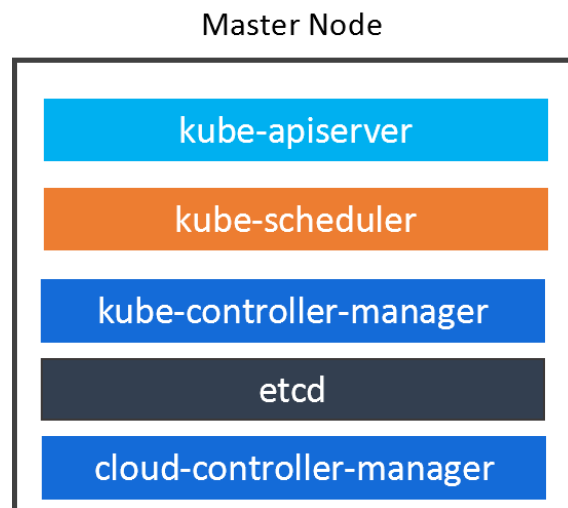 Master Node
kube-apiserver
kube-scheduler
kube-controller-manager
etcd
cloud-controller-manager